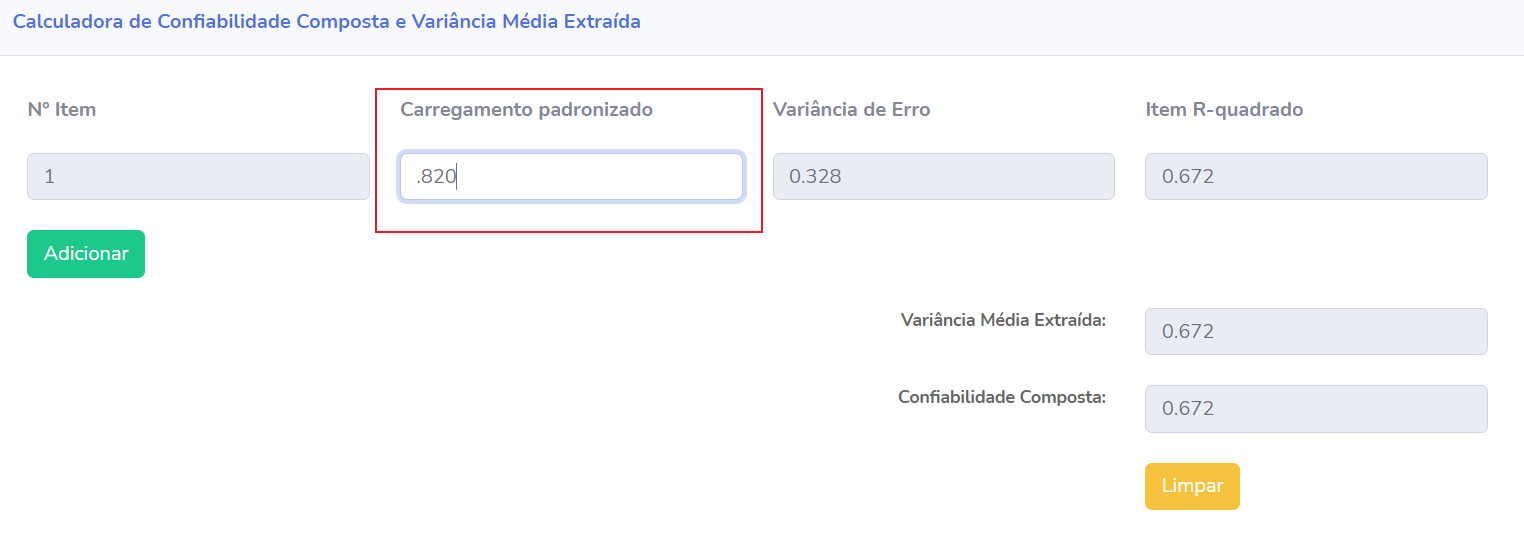 Calculadora de Confiabilidade Composta e Variância Média Extraída
Nº Item
Carregamento padronizado
Variância de Erro
Item R-quadrado
1
.820
0.328
0.672
Adicionar
Variância Média Extraída:
0.672
Confiabilidade Composta:
0.672
Limpar